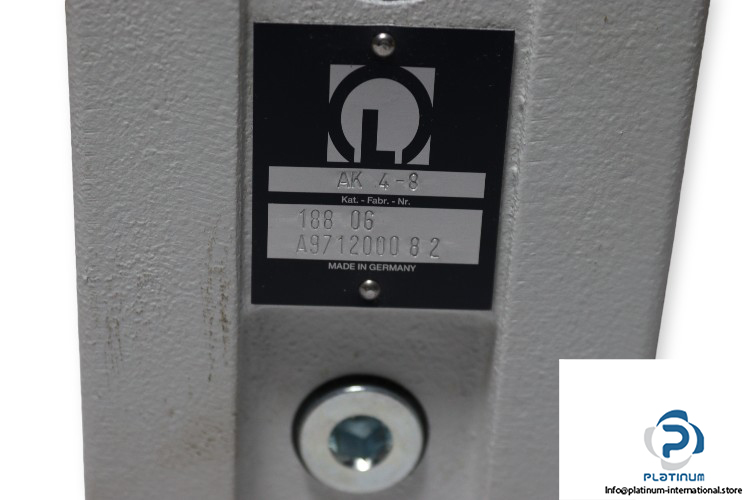 L
AK 4-8
Kat. - Fabr. - Nr.
188 06
A9712000 8 2
MADE IN GERMANY
P
PLATINUM
Info@platinum-international.store